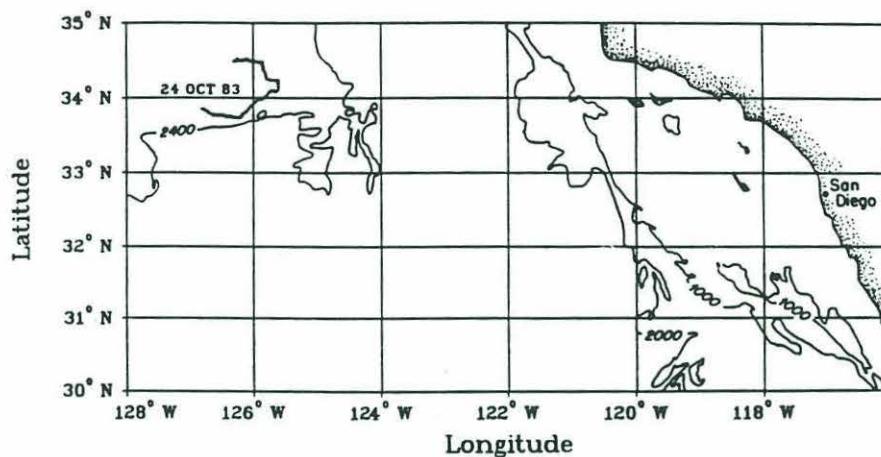 35° N
34° N
33° N
32° N
31° N
30° N
Latitude
24 OCT 83
2400
San
Diego
1000
1000
2000
128° W
126° W
124° W
122° W
120° W
118° W
Longitude